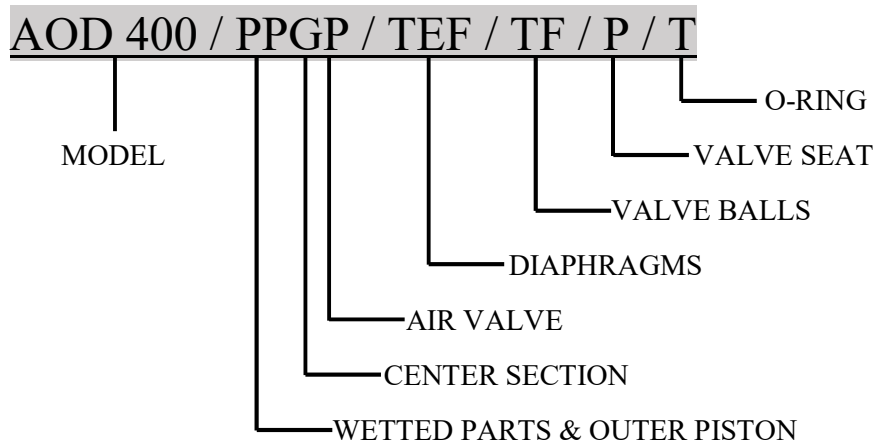 AOD 400 / PPGP / TEF / TF / P / T
O-RING
MODEL
VALVE SEAT
VALVE BALLS
DIAPHRAGMS
AIR VALVE
CENTER SECTION
WETTED PARTS & OUTER PISTON